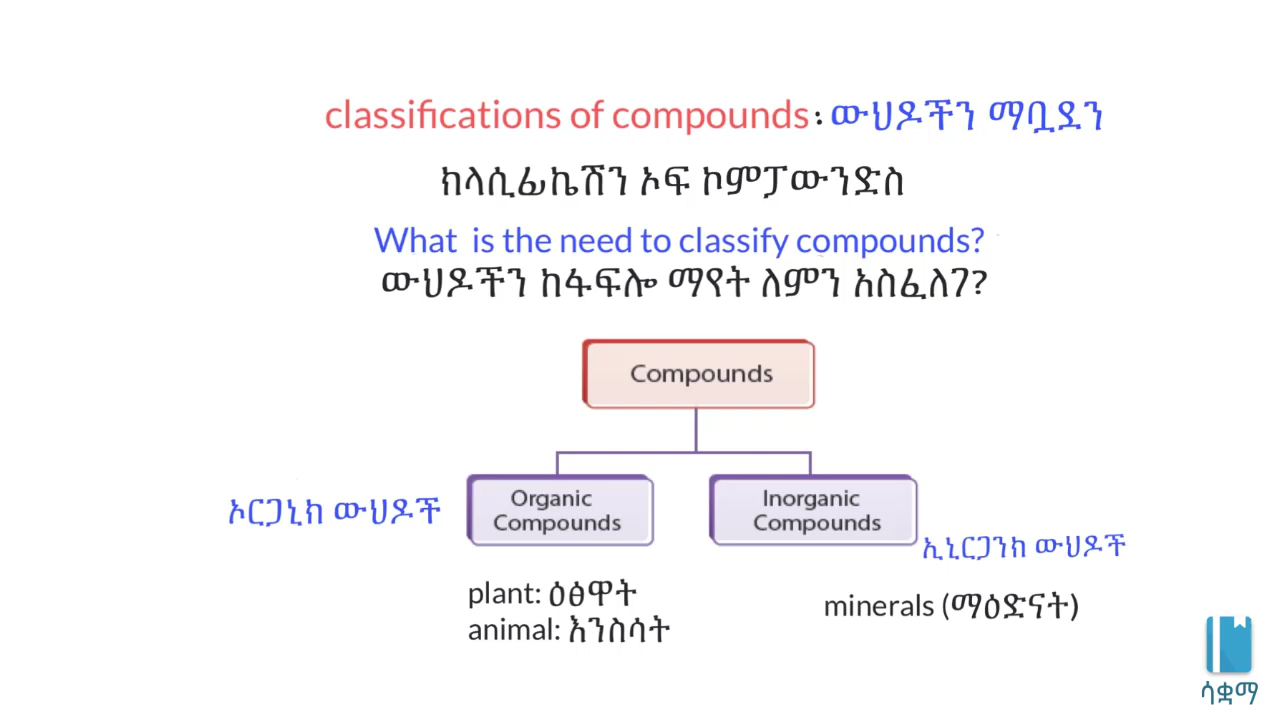 classifications of compounds፡ውህዶችን ማቧደን
ክላሲፊኬሽን ኦፍ ኮምፓውንድስ
What is the need to classify compounds?
ውህዶችን ከፋፍሎ ማየት ለምን አስፈለገ?
Compounds
Organic
Compounds
Inorganic
Compounds
ኦርጋኒክ ውህዶች
ኢኒርጋንክ ውህዶች
plant: ዕፅዋት
animal: እንስሳት
minerals (ማዕድናት)
ሳቋማ